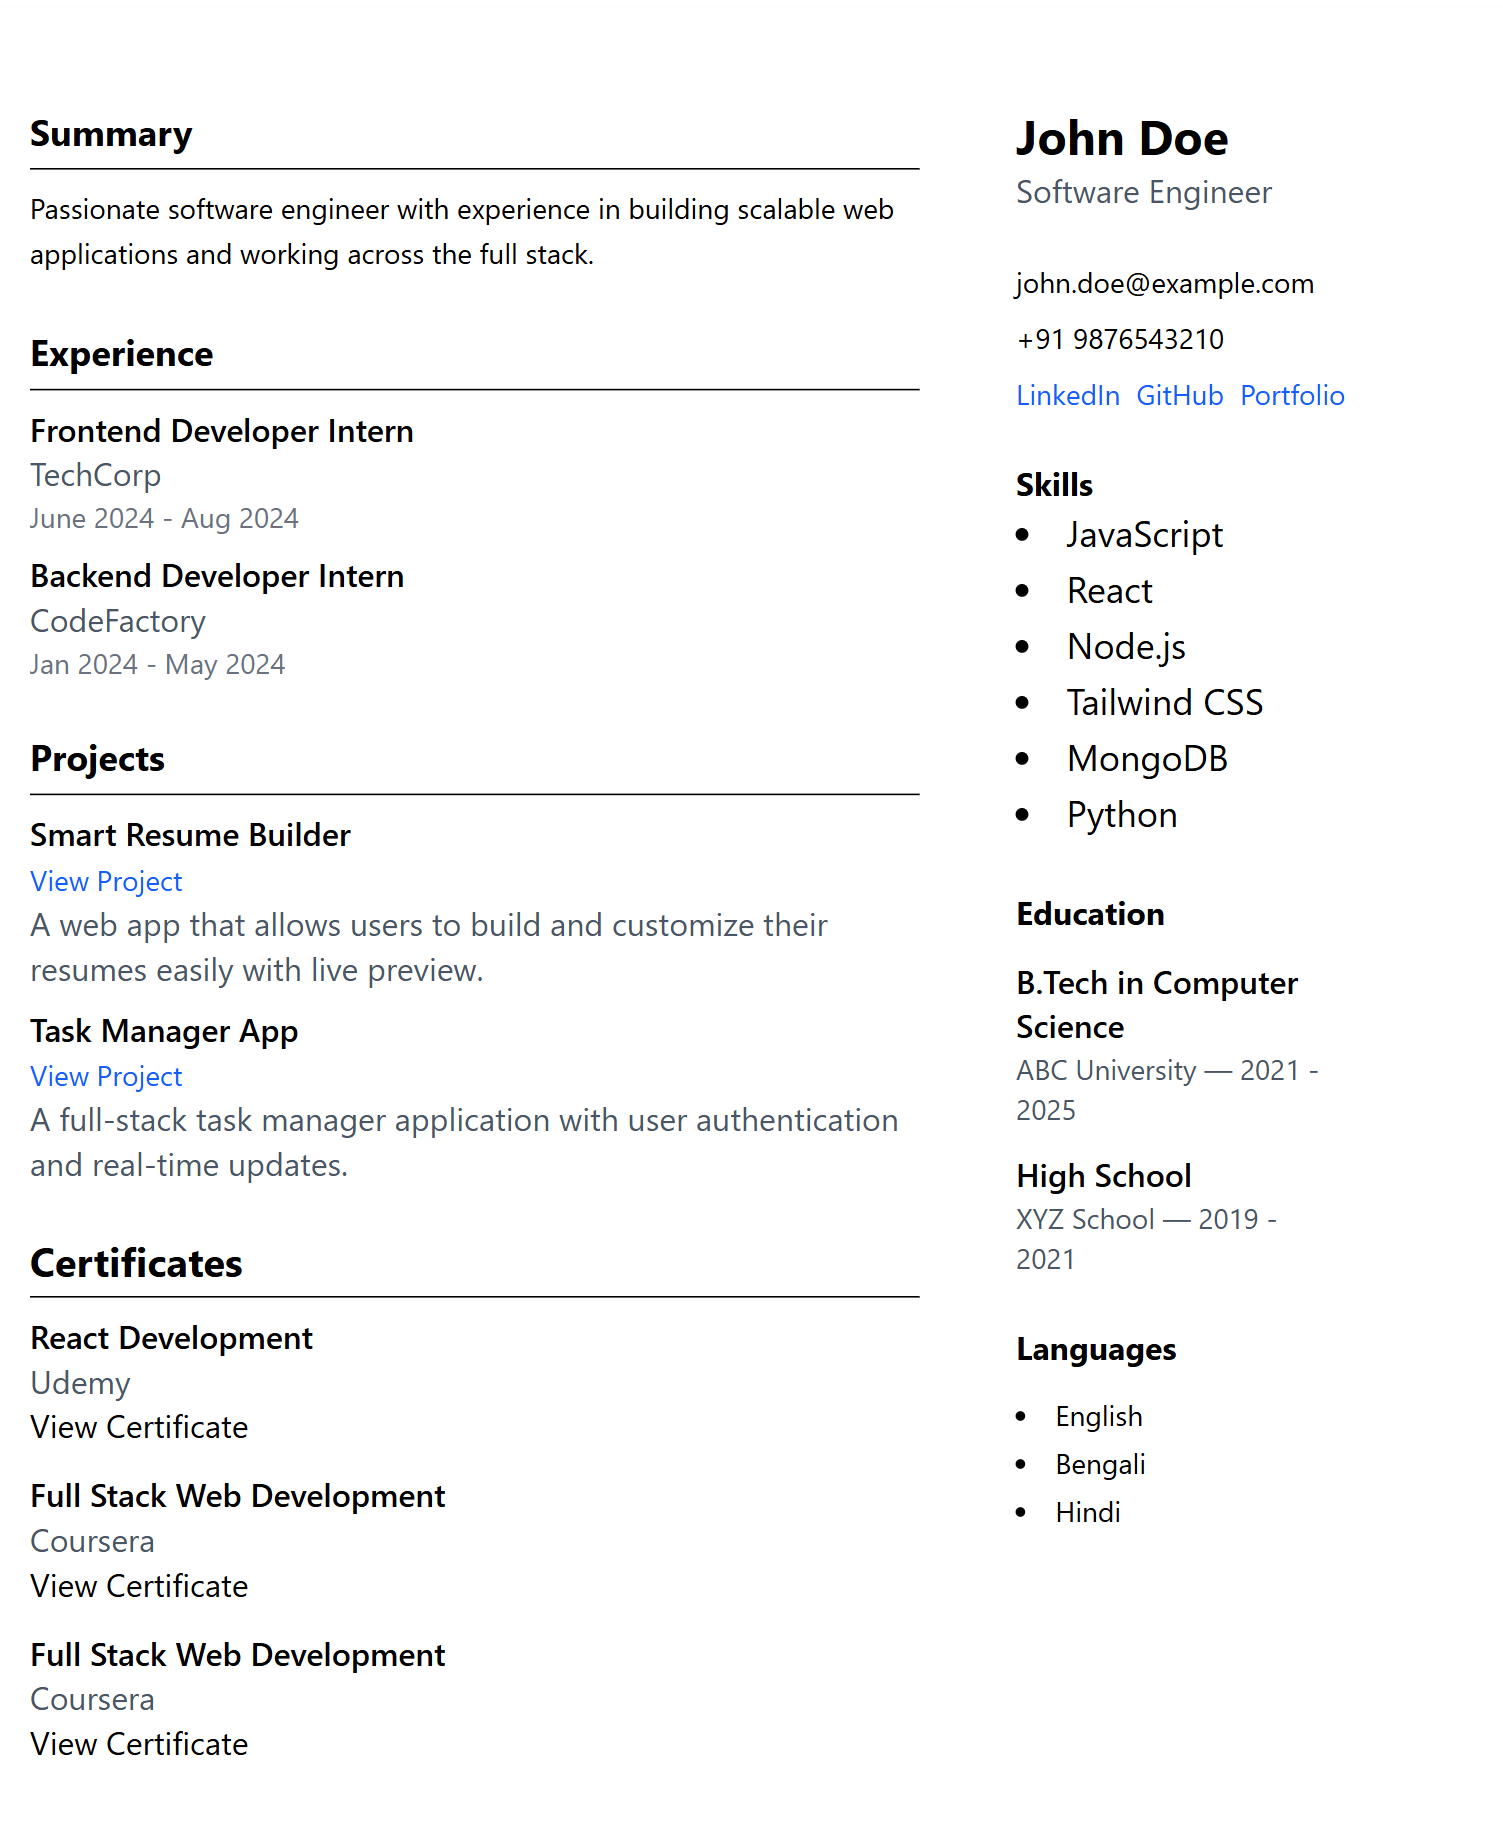 Summary
Passionate software engineer with experience in building scalable web
applications and working across the full stack.
Experience
Frontend Developer Intern
TechCorp
June 2024 - Aug 2024
Backend Developer Intern
CodeFactory
Jan 2024 - May 2024
Projects
Smart Resume Builder
View Project
A web app that allows users to build and customize their
resumes easily with live preview.
Task Manager App
View Project
A full-stack task manager application with user authentication
and real-time updates.
Certificates
React Development
Udemy
View Certificate
Full Stack Web Development
Coursera
View Certificate
Full Stack Web Development
Coursera
View Certificate
John Doe
Software Engineer
john.doe@example.com
+91 9876543210
LinkedIn GitHub Portfolio
Skills
• JavaScript
• React
• Node.js
• Tailwind CSS
• MongoDB
• Python
Education
B.Tech in Computer
Science
ABC University — 2021 -
2025
High School
XYZ School — 2019 -
2021
Languages
• English
• Bengali
• Hindi